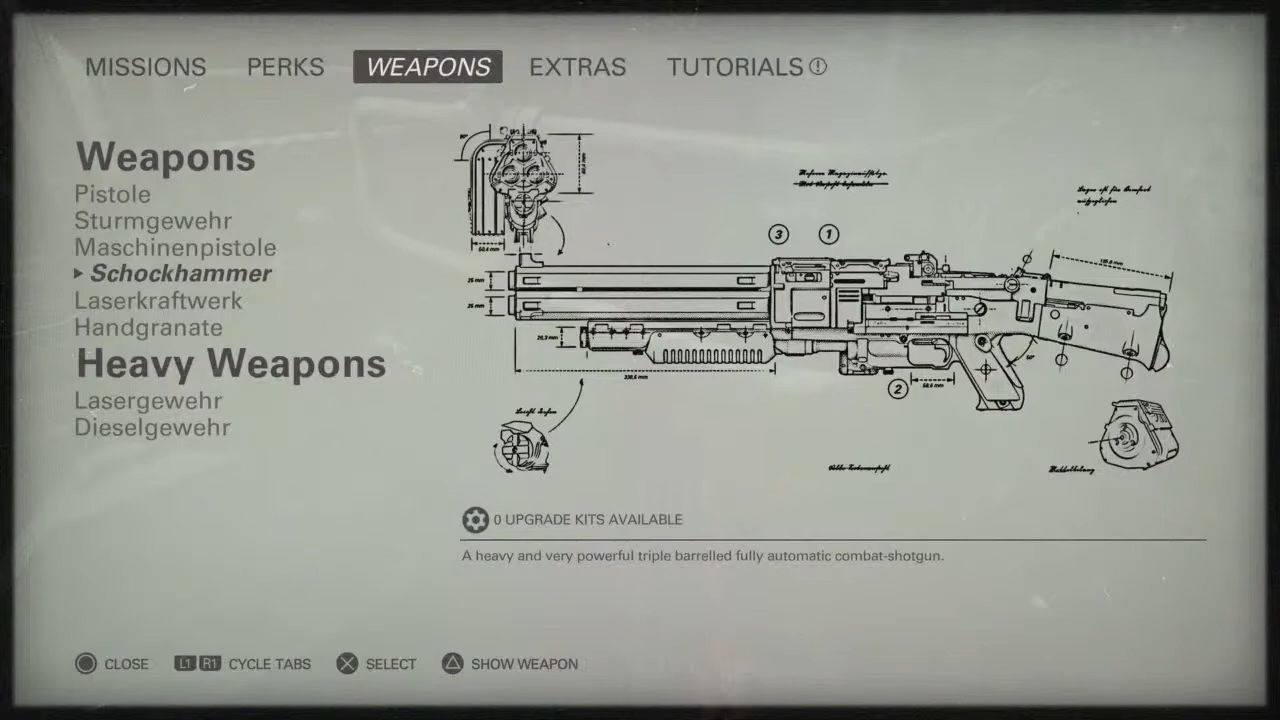 MISSIONS PERKS WEAPONS EXTRAS TUTORIALS
Weapons
Pistole
Sturmgewehr
Maschinenpistole
Schockhammer
Laserkraftwerk
Handgranate
Heavy Weapons
Lasergewehr
Dieselgewehr
3 1
25 mm
25 mm
2
0 UPGRADE KITS AVAILABLE
A heavy and very powerful triple barrelled fully automatic combat-shotgun.
CLOSE L1 R1 CYCLE TABS SELECT SHOW WEAPON